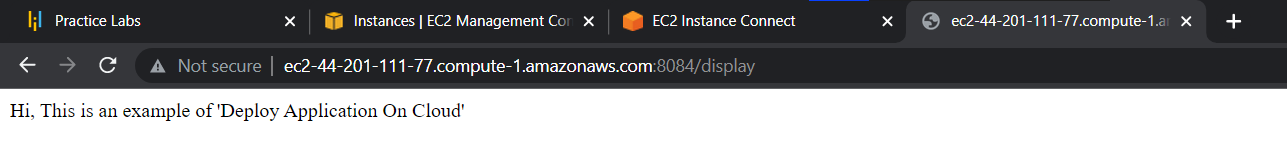 Practice Labs
Instances | EC2 Management Con
EC2 Instance Connect
ec2-44-201-111-77.compute-1.a
Not secure | ec2-44-201-111-77.compute-1.amazonaws.com:8084/display
Hi, This is an example of 'Deploy Application On Cloud'